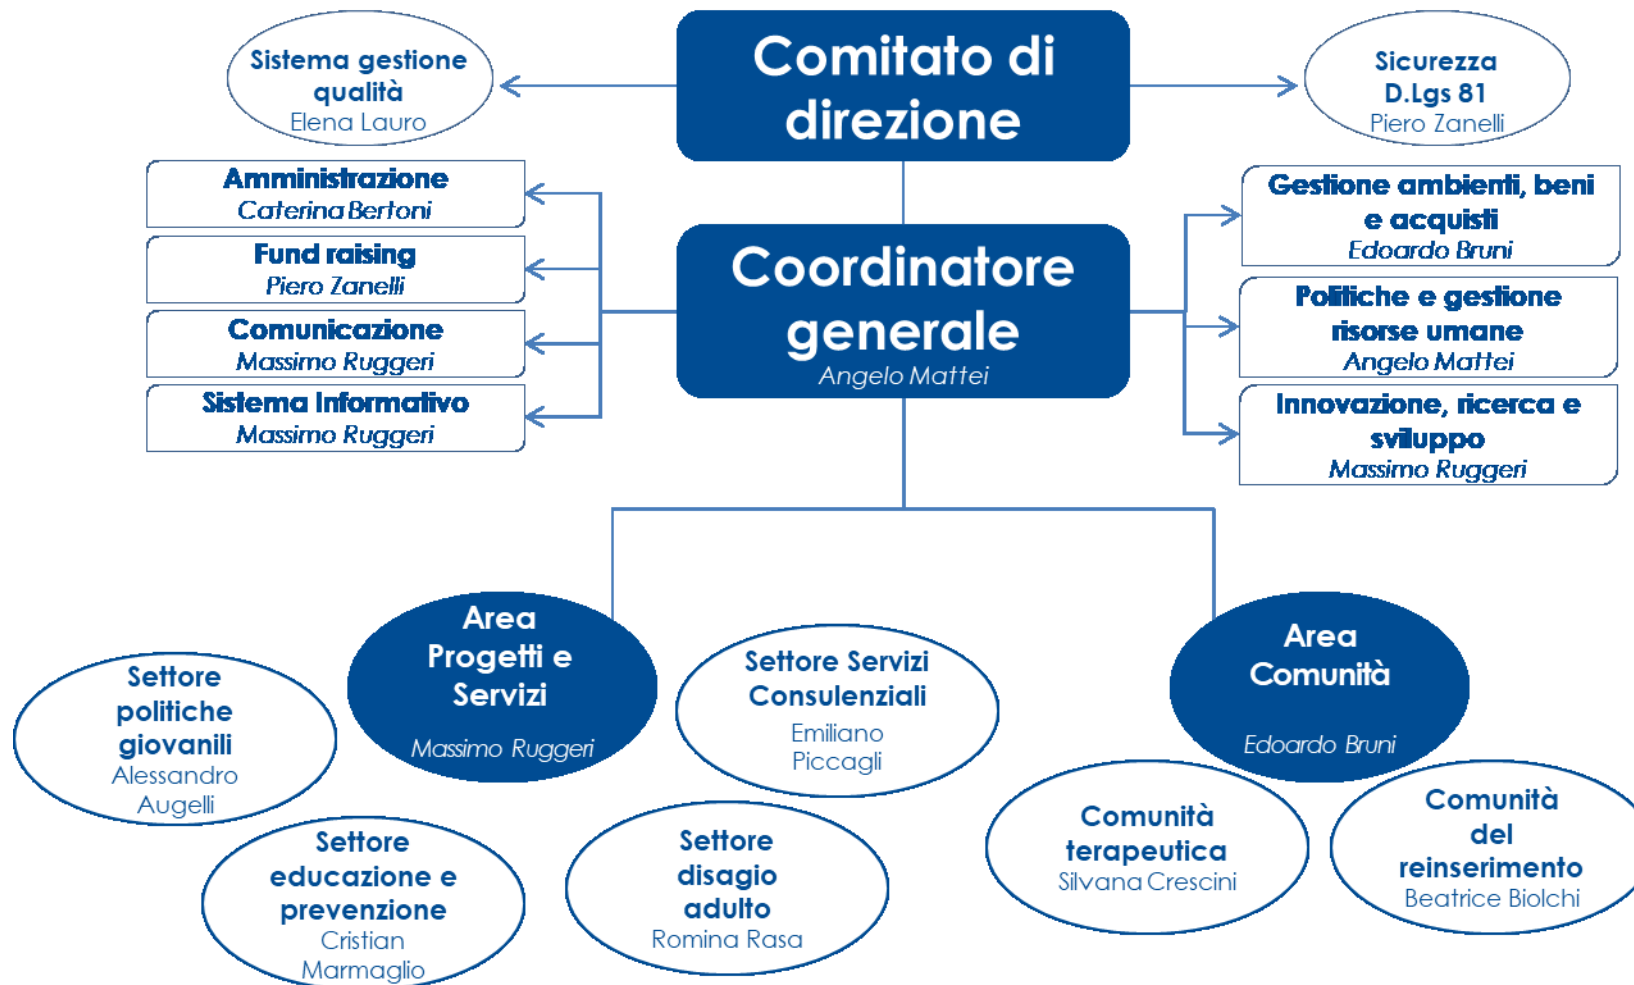 Sistema gestione
qualità
Elena Lauro
Comitato di
direzione
Sicurezza
D.Lgs 81
Piero Zanelli
Amministrazione
Caterina Bertoni
Fund raising
Piero Zanelli
Comunicazione
Massimo Ruggeri
Sistema Informativo
Massimo Ruggeri
Coordinatore
generale
Angelo Mattei
Gestione ambienti, beni
e acquisti
Edoardo Bruni
Politiche e gestione
risorse umane
Angelo Mattei
Innovazione, ricerca e
sviluppo
Massimo Ruggeri
Area
Progetti e
Servizi
Massimo Ruggeri
Settore
politiche
giovanili
Alessandro
Augelli
Settore
educazione e
prevenzione
Cristian
Marmaglio
Settore Servizi
Consulenziali
Emiliano
Piccagli
Settore
disagio
adulto
Romina Rasa
Area
Comunità
Edoardo Bruni
Comunità
terapeutica
Silvana Crescini
Comunità
del
reinserimento
Beatrice Biolchi